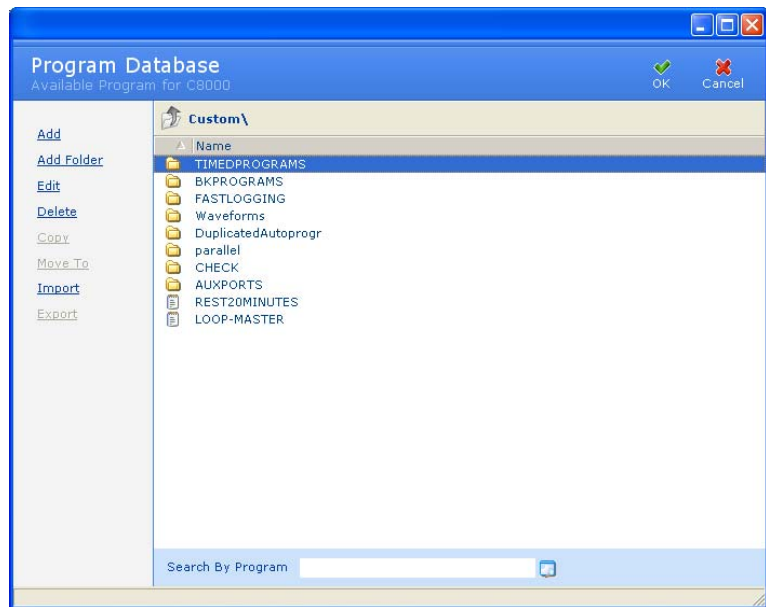 Program Database
Available Program for C8000
OK
Cancel
Add
Add Folder
Edit
Delete
Copy
Move To
Import
Export
Custom\
Name
TIMEDPROGRAMS
BKPROGRAMS
FASTLOGGING
Waveforms
DuplicatedAutoprogr
parallel
CHECK
AUXPORTS
REST20MINUTES
LOOP-MASTER
Search By Program